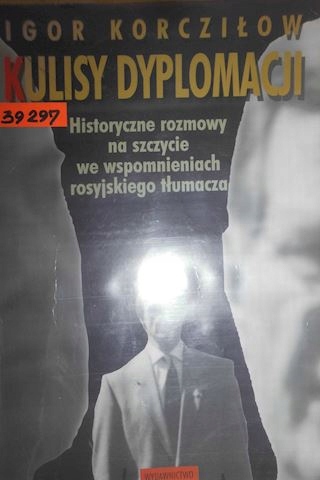 IGOR KORCZIŁOW
KULISY DYPLOMACJI
39 297
Historyczne rozmowy
na szczycie
we wspomnieniach
rosyjskiego tłumacza
WYDAWNICTWO